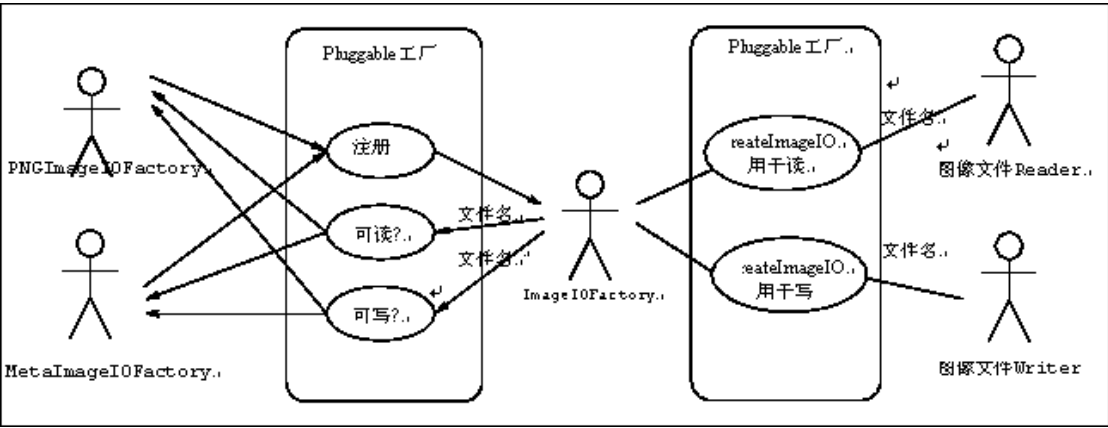 Pluggable工厂
Pluggable工厂
PNGImageIOFactory
注册
文件名
可读?
文件名
可写?
MetaImageIOFactory
ImageIOFactory
reateImageIO
用于读
文件名
图像文件Reader
reateImageIO
用于写
文件名
图像文件Writer